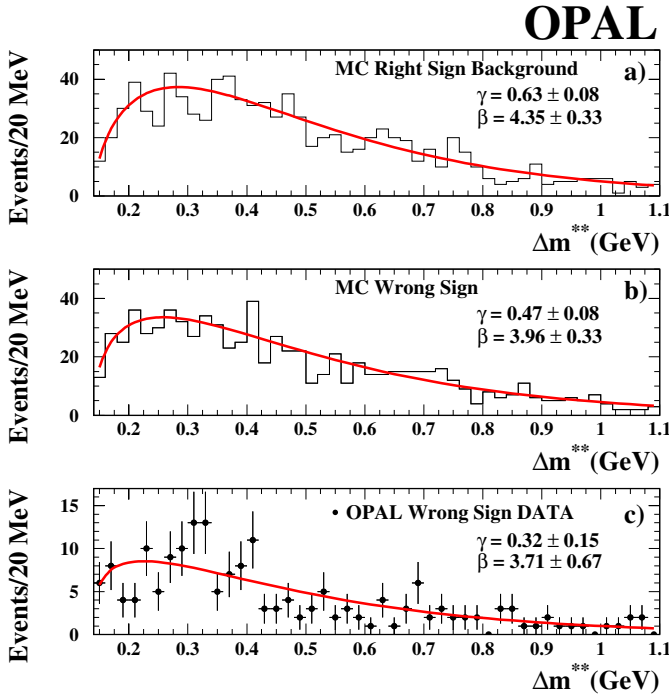 OPAL
Events/20 MeV
40
20
0
MC Right Sign Background
a)
γ = 0.63 ± 0.08
β = 4.35 ± 0.33
0.2 0.3 0.4 0.5 0.6 0.7 0.8 0.9 1 1.1
Δm**(GeV)
Events/20 MeV
40
20
0
MC Wrong Sign
b)
γ = 0.47 ± 0.08
β = 3.96 ± 0.33
0.2 0.3 0.4 0.5 0.6 0.7 0.8 0.9 1 1.1
Δm**(GeV)
Events/20 MeV
15
10
5
0
• OPAL Wrong Sign DATA
c)
γ = 0.32 ± 0.15
β = 3.71 ± 0.67
0.2 0.3 0.4 0.5 0.6 0.7 0.8 0.9 1 1.1
Δm**(GeV)